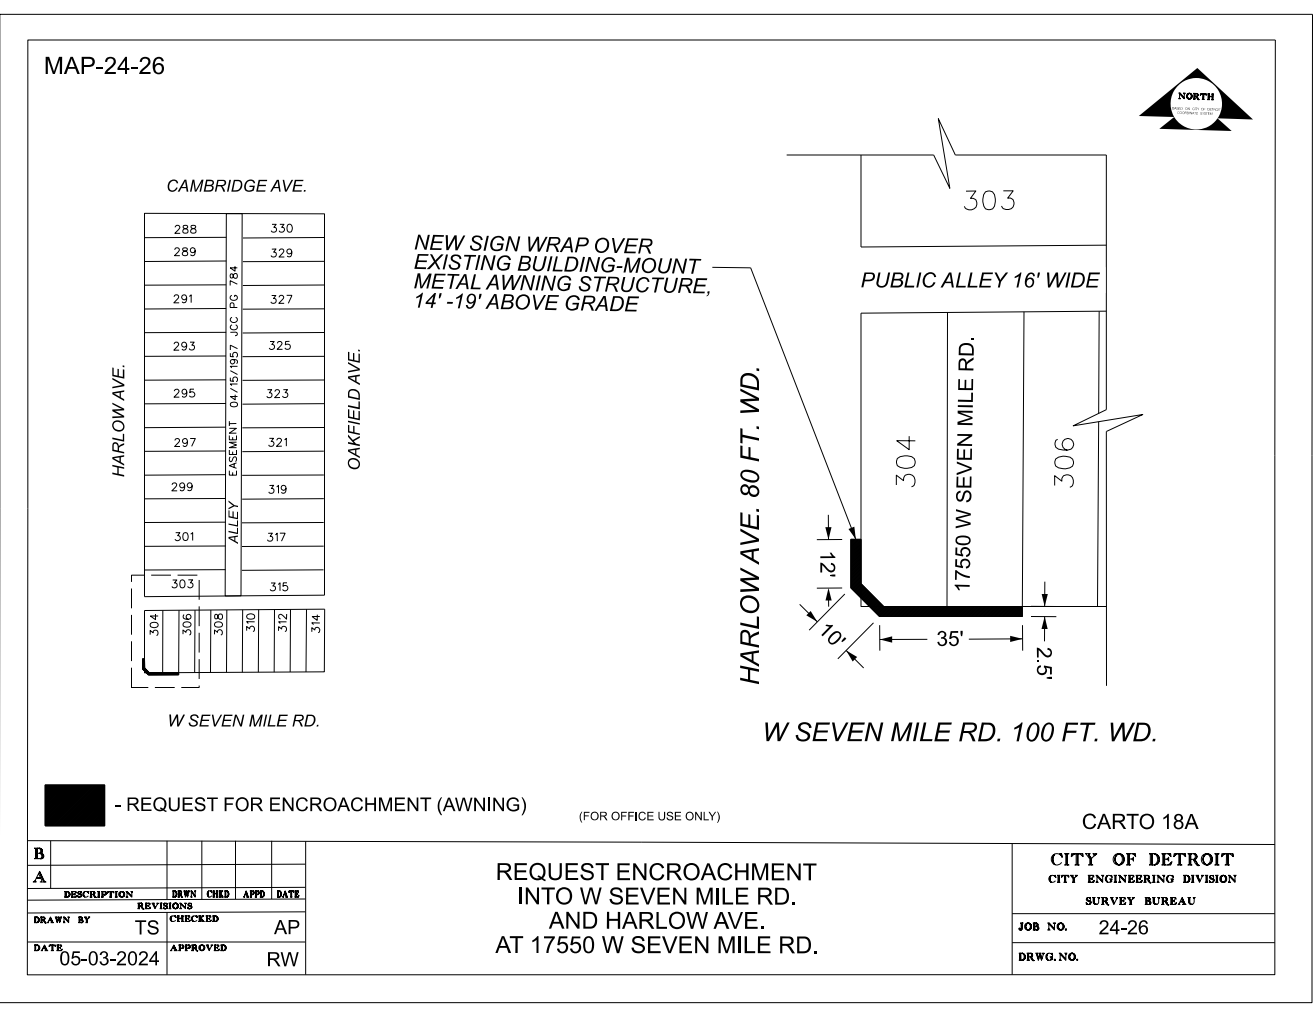 MAP-24-26
NORTH
BASED ON CITY OF DETROIT
COORDINATE SYSTEM
CAMBRIDGE AVE.
288
330
289
329
291
327
293
325
295
323
297
321
299
319
301
317
303
315
ALLEY EASEMENT 04/15/1957 JCC PG 784
HARLOW AVE.
OAKFIELD AVE.
304
306
308
310
312
314
W SEVEN MILE RD.
NEW SIGN WRAP OVER
EXISTING BUILDING-MOUNT
METAL AWNING STRUCTURE,
14' -19' ABOVE GRADE
303
PUBLIC ALLEY 16' WIDE
HARLOW AVE. 80 FT. WD.
304
17550 W SEVEN MILE RD.
306
12'
10'
35'
2.5'
W SEVEN MILE RD. 100 FT. WD.
- REQUEST FOR ENCROACHMENT (AWNING)
(FOR OFFICE USE ONLY)
CARTO 18A
B
A
DESCRIPTION DRWN CHKD APPD DATE
REVISIONS
DRAWN BY TS
CHECKED AP
DATE 05-03-2024
APPROVED RW
REQUEST ENCROACHMENT
INTO W SEVEN MILE RD.
AND HARLOW AVE.
AT 17550 W SEVEN MILE RD.
CITY OF DETROIT
CITY ENGINEERING DIVISION
SURVEY BUREAU
JOB NO. 24-26
DRWG. NO.